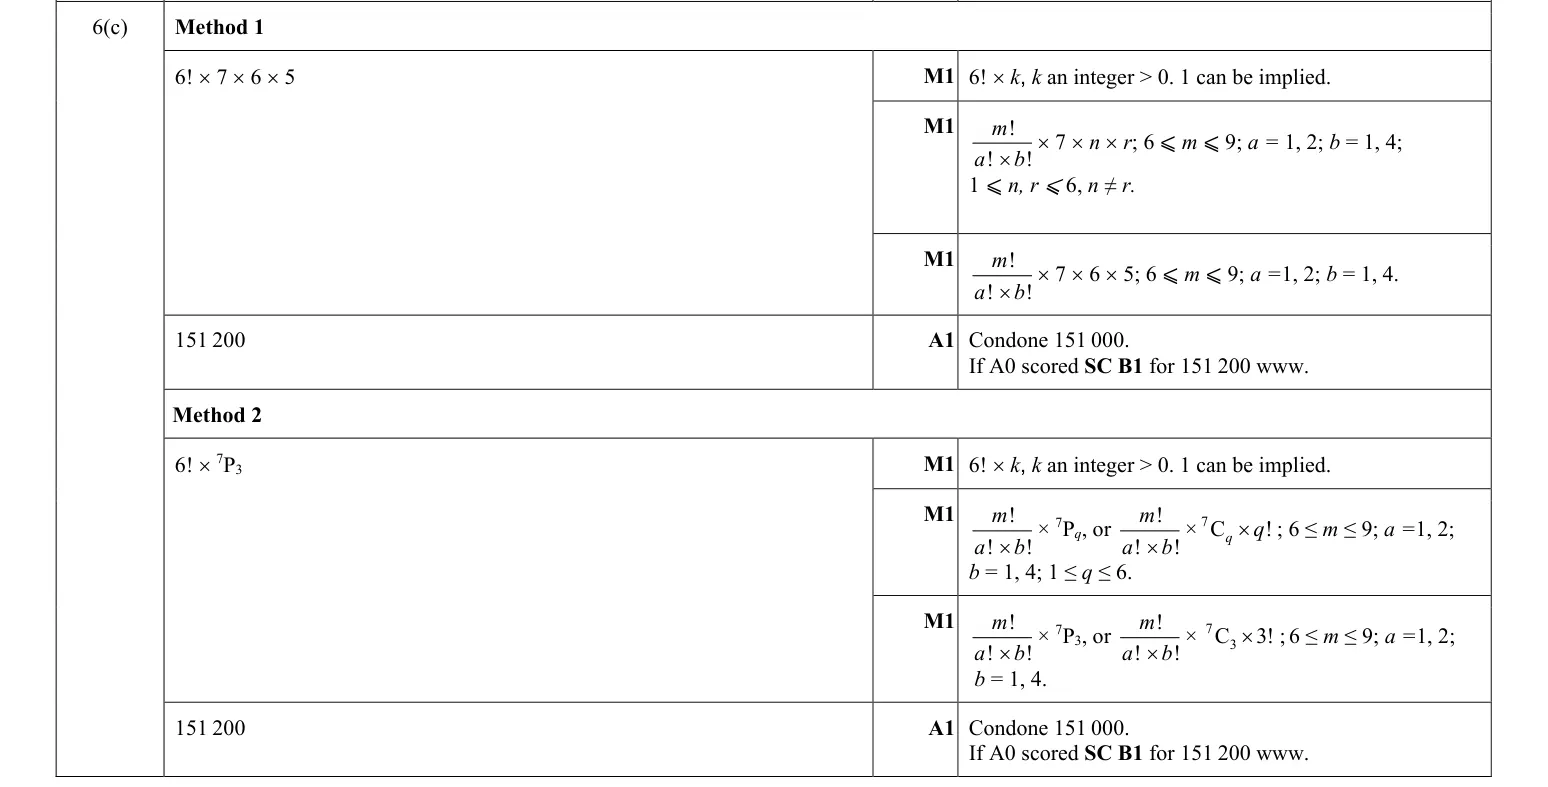 6(c) Method 1
6! × 7 × 6 × 5 M1 6! × k, k an integer > 0. 1 can be implied.
M1 m!/(a! × b!) × 7 × n × r; 6 ⩽ m ⩽ 9; a = 1, 2; b = 1, 4;
1 ⩽ n, r ⩽ 6, n ≠ r.
M1 m!/(a! × b!) × 7 × 6 × 5; 6 ⩽ m ⩽ 9; a =1, 2; b = 1, 4.
151 200 A1 Condone 151 000.
If A0 scored SC B1 for 151 200 www.
Method 2
6! × ⁷P₃ M1 6! × k, k an integer > 0. 1 can be implied.
M1 m!/(a! × b!) × ⁷P_q, or m!/(a! × b!) × ⁷C_q × q! ; 6 ≤ m ≤ 9; a =1, 2;
b = 1, 4; 1 ≤ q ≤ 6.
M1 m!/(a! × b!) × ⁷P₃, or m!/(a! × b!) × ⁷C₃ × 3! ; 6 ≤ m ≤ 9; a =1, 2;
b = 1, 4.
151 200 A1 Condone 151 000.
If A0 scored SC B1 for 151 200 www.